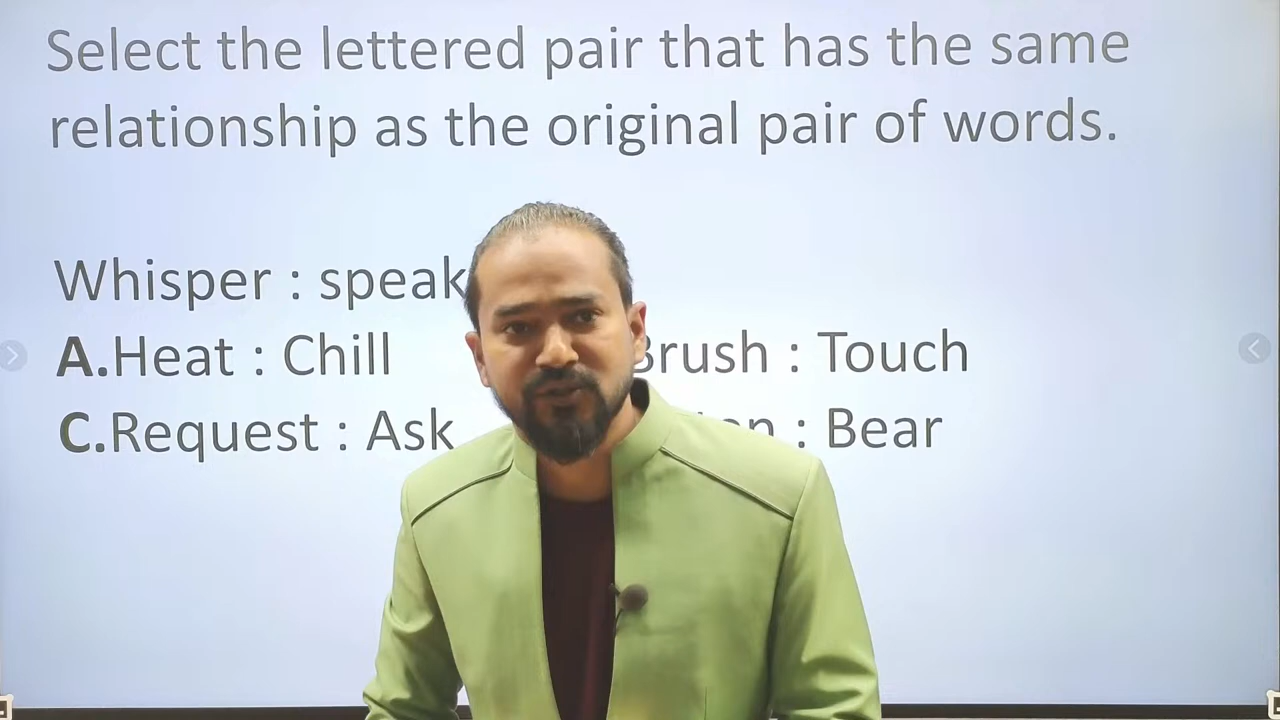 Select the lettered pair that has the same
relationship as the original pair of words.
Whisper : speak
A.Heat : Chill Brush : Touch
C.Request : Ask : Bear